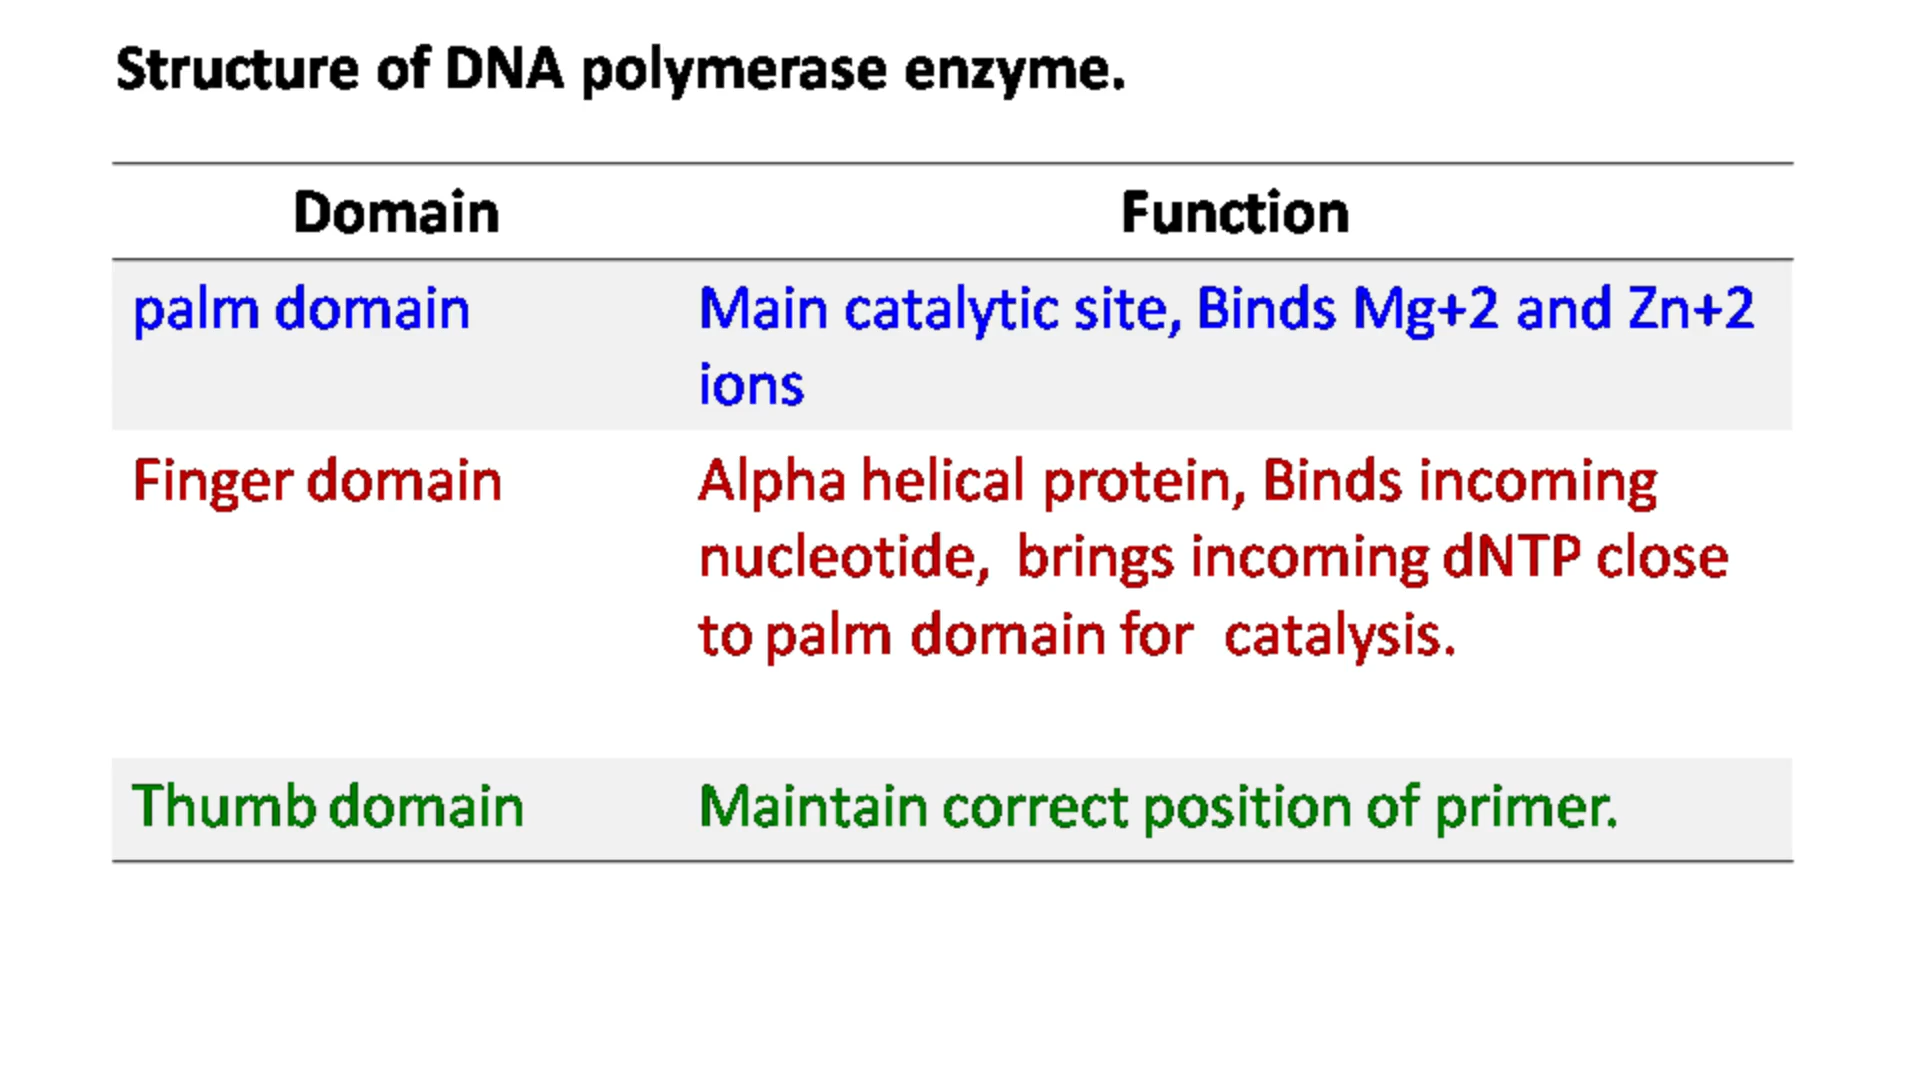 Structure of DNA polymerase enzyme.
Domain Function
palm domain Main catalytic site, Binds Mg+2 and Zn+2
ions
Finger domain Alpha helical protein, Binds incoming
nucleotide, brings incoming dNTP close
to palm domain for catalysis.
Thumb domain Maintain correct position of primer.